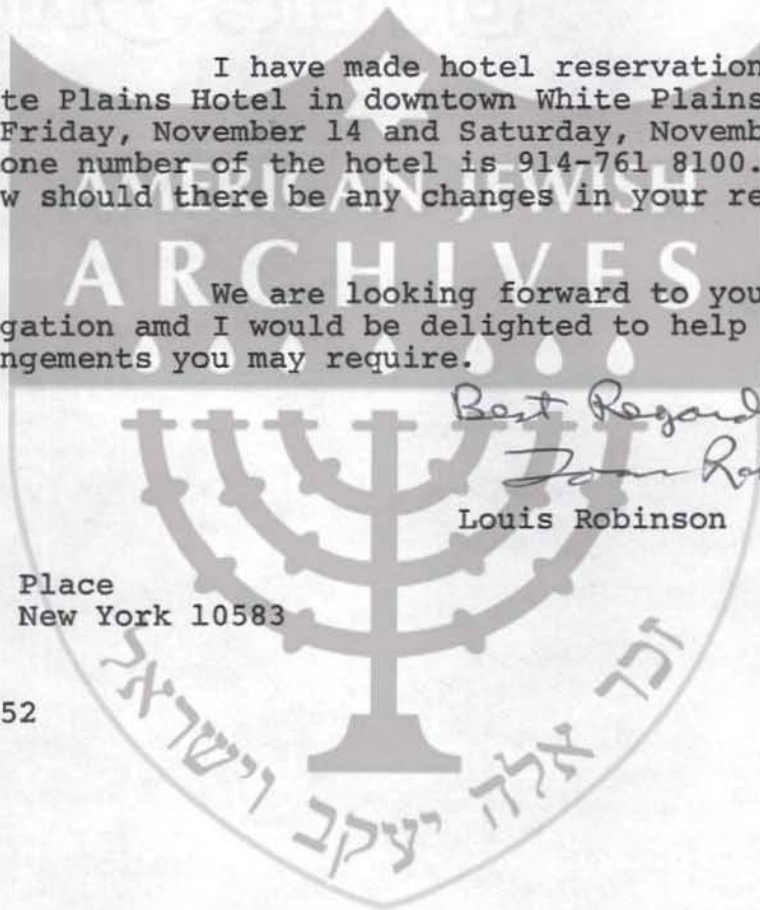 I have made hotel reservation
te Plains Hotel in downtown White Plains
Friday, November 14 and Saturday, Novemb
one number of the hotel is 914-761 8100.
w should there be any changes in your re
AMERICAN JEWISH
ARCHIVES
We are looking forward to you
gation amd I would be delighted to help
ngements you may require.
Best Regard
Louis Robinson
Place
New York 10583
52
זכר אלה יעקב וישראל